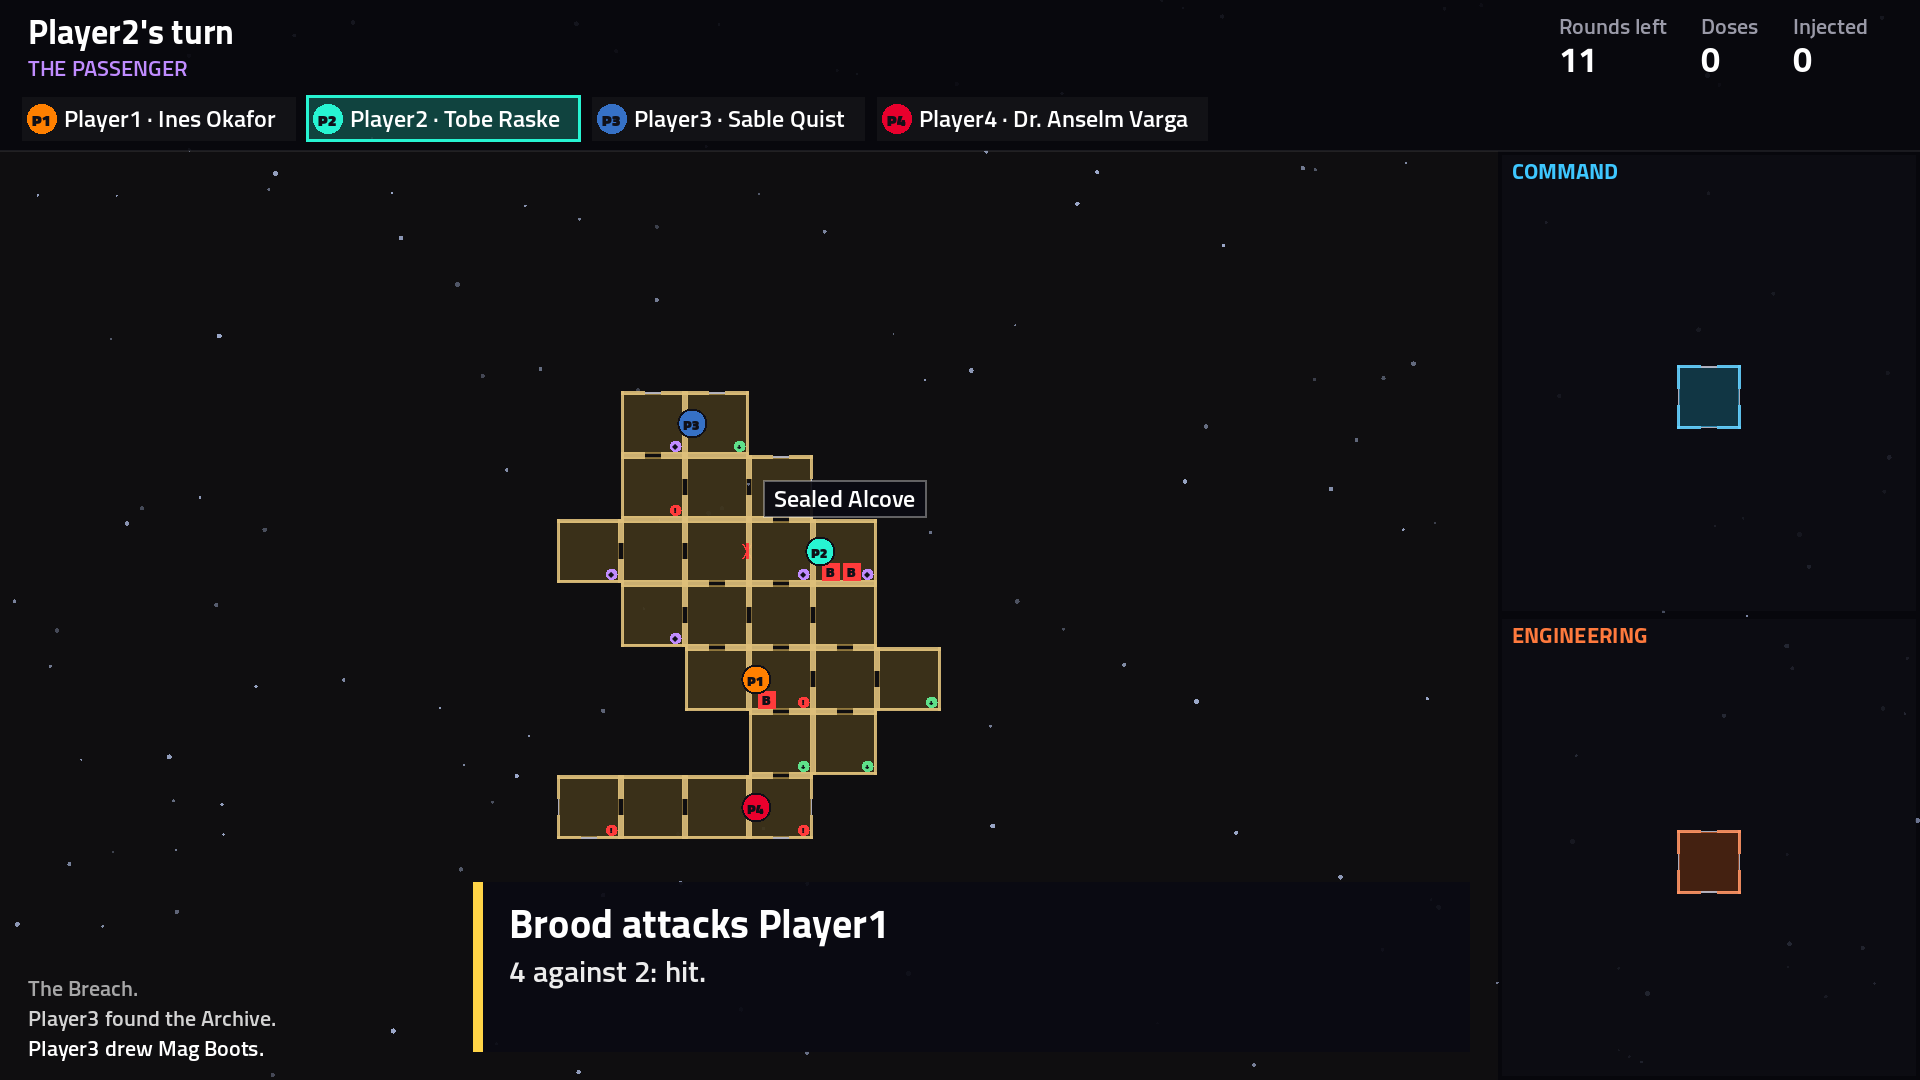 Player2's turn
THE PASSENGER
Rounds left
11
Doses
0
Injected
0
P1 Player1 · Ines Okafor
P2 Player2 · Tobe Raske
P3 Player3 · Sable Quist
P4 Player4 · Dr. Anselm Varga
COMMAND
P3
Sealed Alcove
P2
B B
ENGINEERING
P1
B
P4
Brood attacks Player1
4 against 2: hit.
The Breach.
Player3 found the Archive.
Player3 drew Mag Boots.